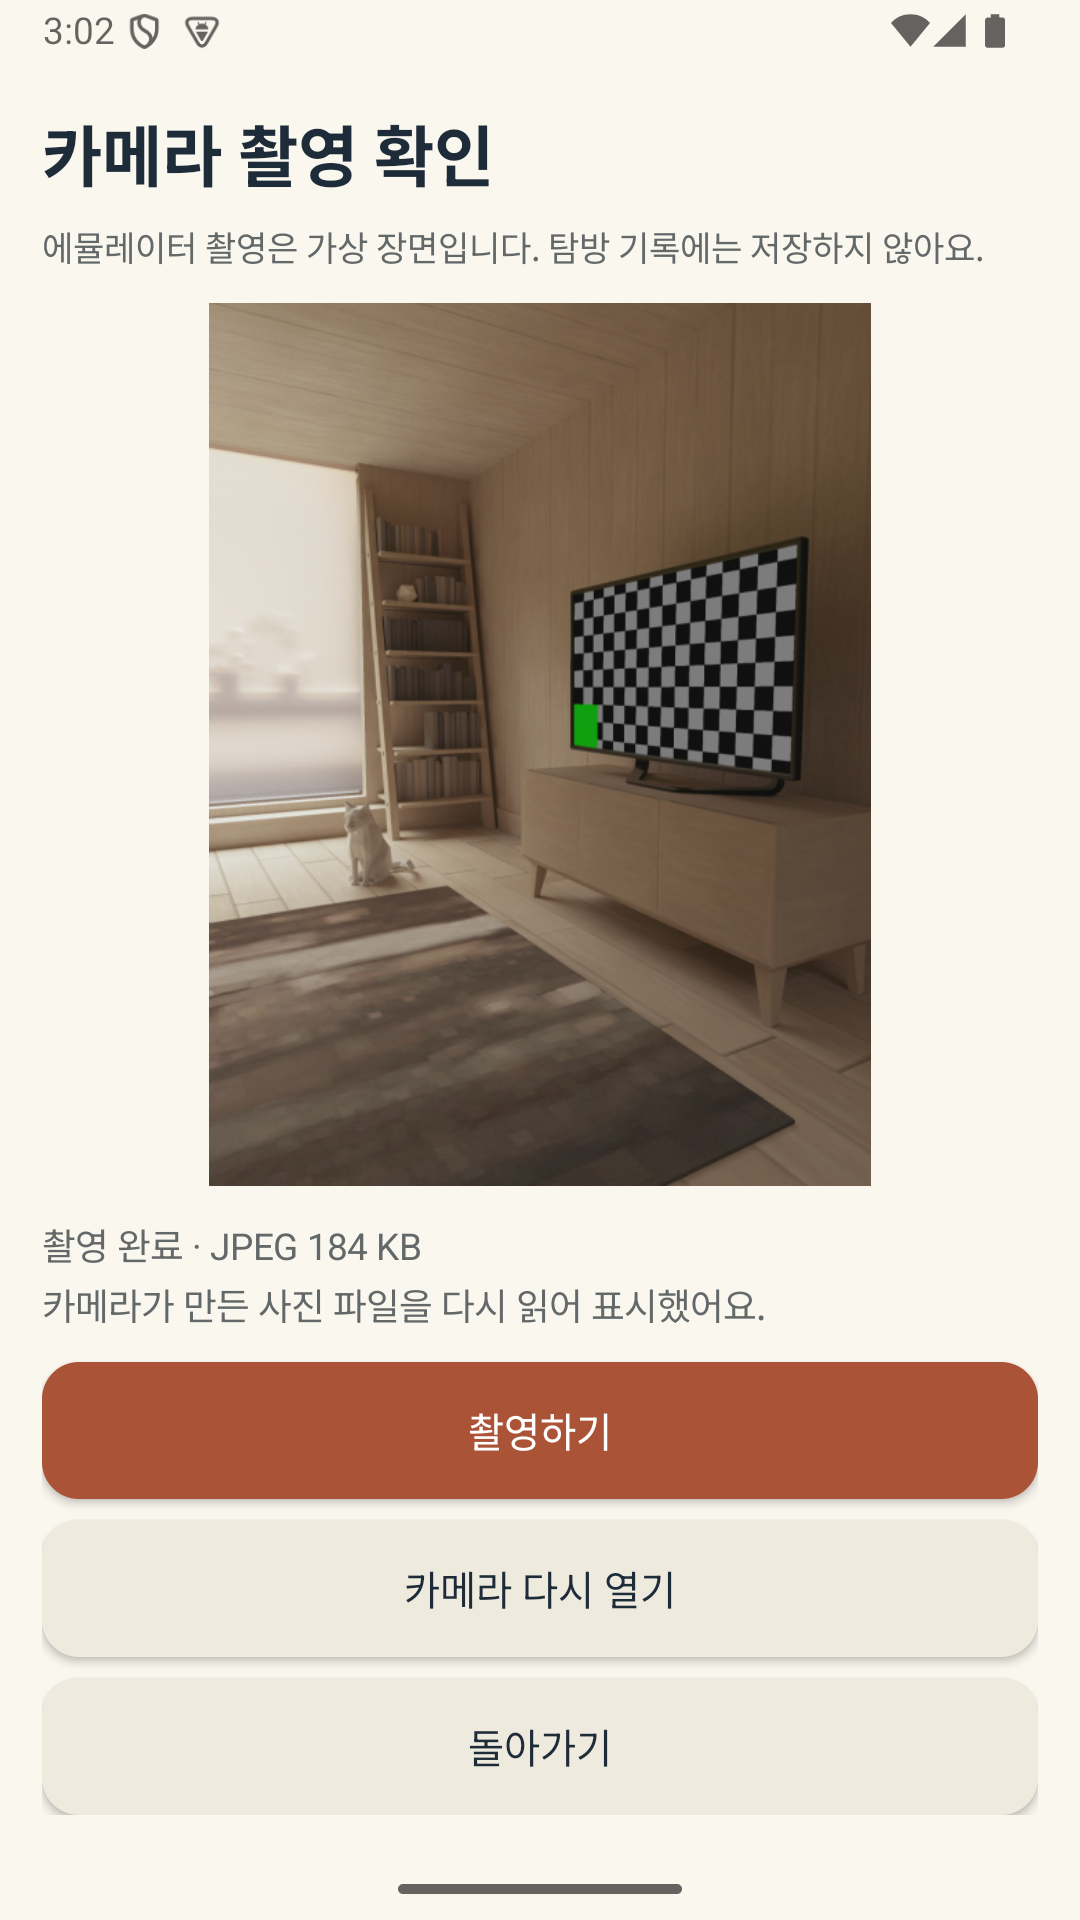 3:02
카메라 촬영 확인
에뮬레이터 촬영은 가상 장면입니다. 탐방 기록에는 저장하지 않아요.
촬영 완료 · JPEG 184 KB
카메라가 만든 사진 파일을 다시 읽어 표시했어요.
촬영하기
카메라 다시 열기
돌아가기